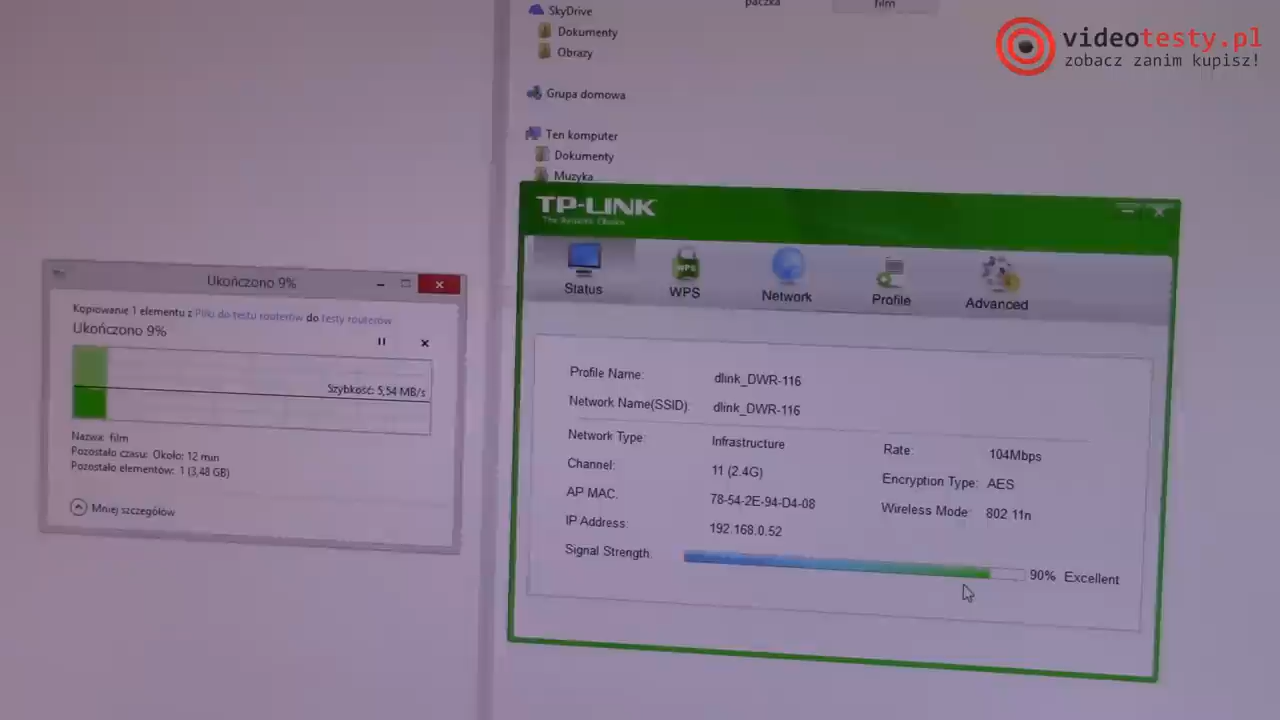 SkyDrive
Dokumenty
Obrazy
Grupa domowa
Ten komputer
Dokumenty
Muzyka
paczka
film
videotesty.pl
zobacz zanim kupisz!
Ukończono 9%
Kopiowanie 1 elementu z Pliki do testu routerów do testy routerów
Ukończono 9%
Szybkość: 5,54 MB/s
Nazwa: film
Pozostało czasu: Około: 12 min
Pozostało elementów: 1 (3,48 GB)
Mniej szczegółów
TP-LINK
The Reliable Choice
Status
WPS
WPS
Network
Profile
Advanced
Profile Name: dlink_DWR-116
Network Name(SSID): dlink_DWR-116
Network Type: Infrastructure
Rate: 104Mbps
Channel: 11 (2.4G)
Encryption Type: AES
AP MAC: 78-54-2E-94-D4-08
Wireless Mode: 802.11n
IP Address: 192.168.0.52
Signal Strength: 90% Excellent